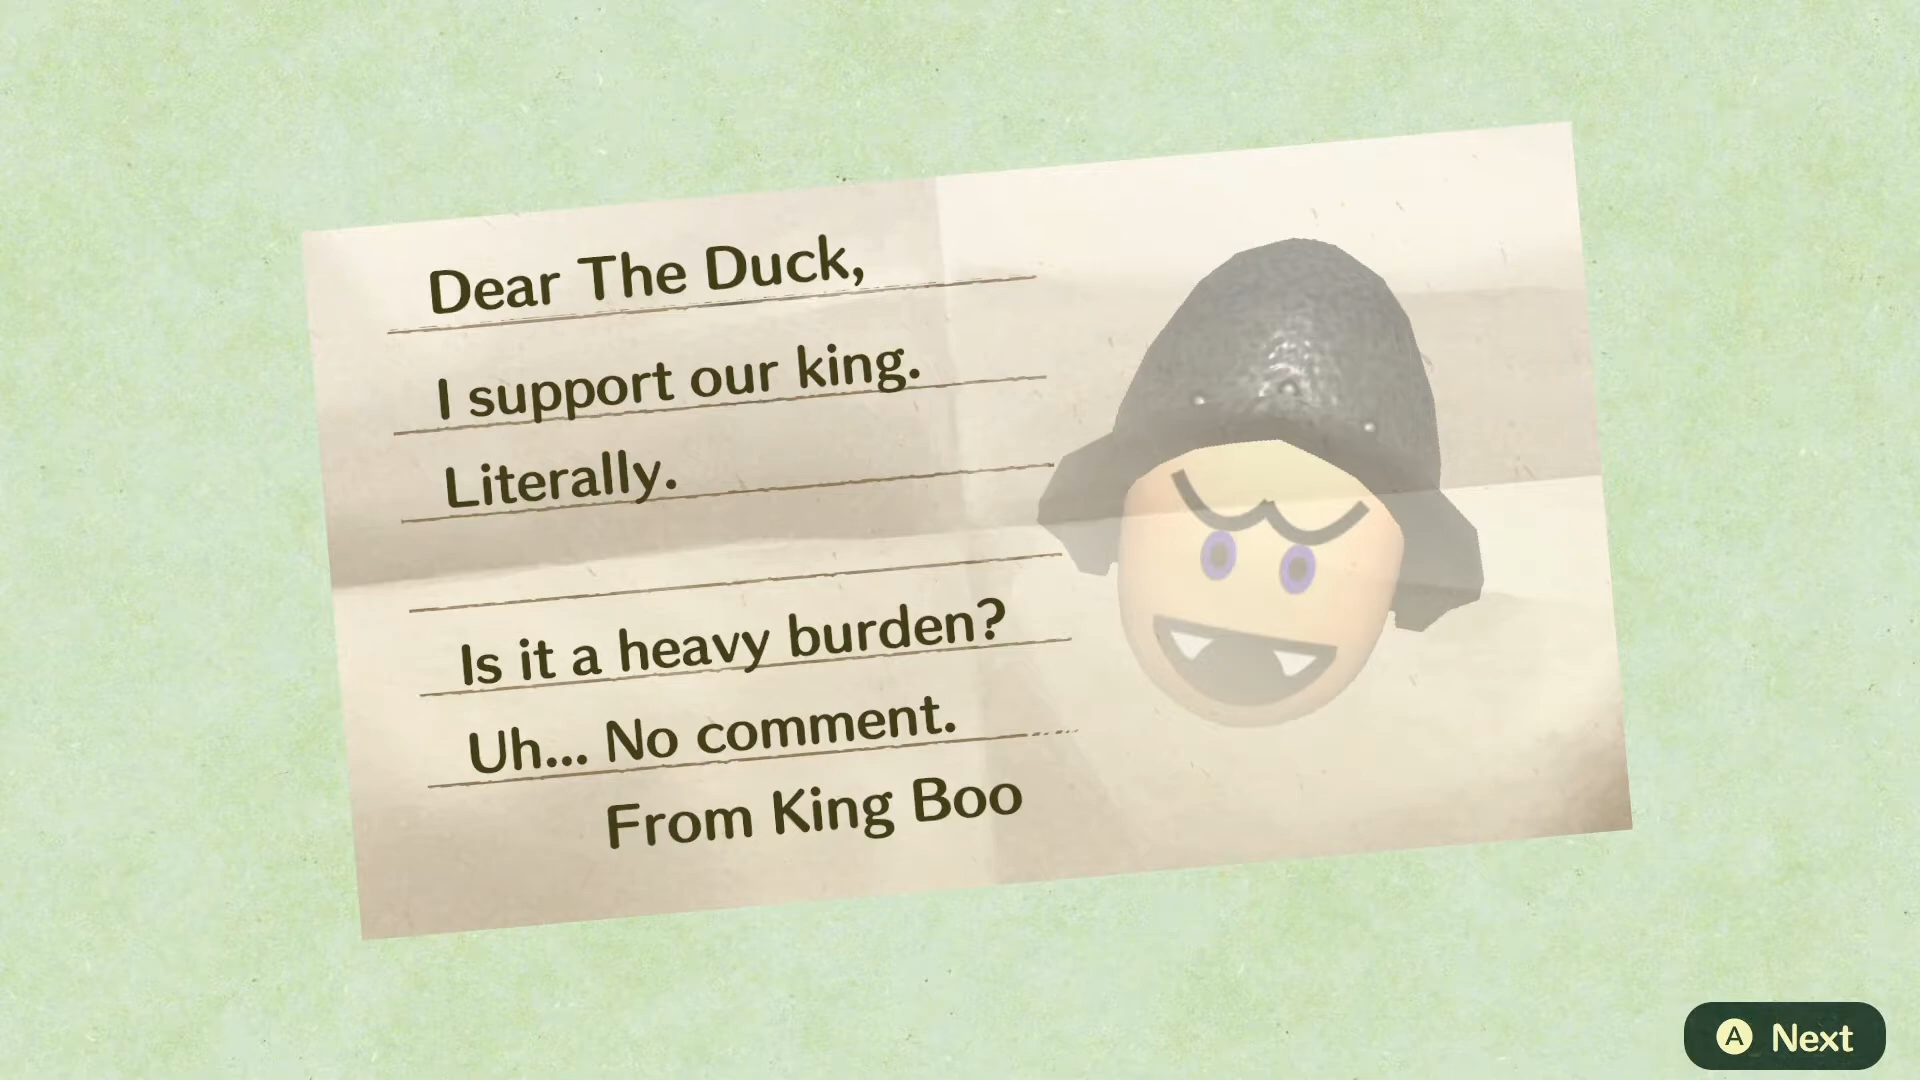 Dear The Duck,
I support our king.
Literally.
Is it a heavy burden?
Uh... No comment.
From King Boo
A Next